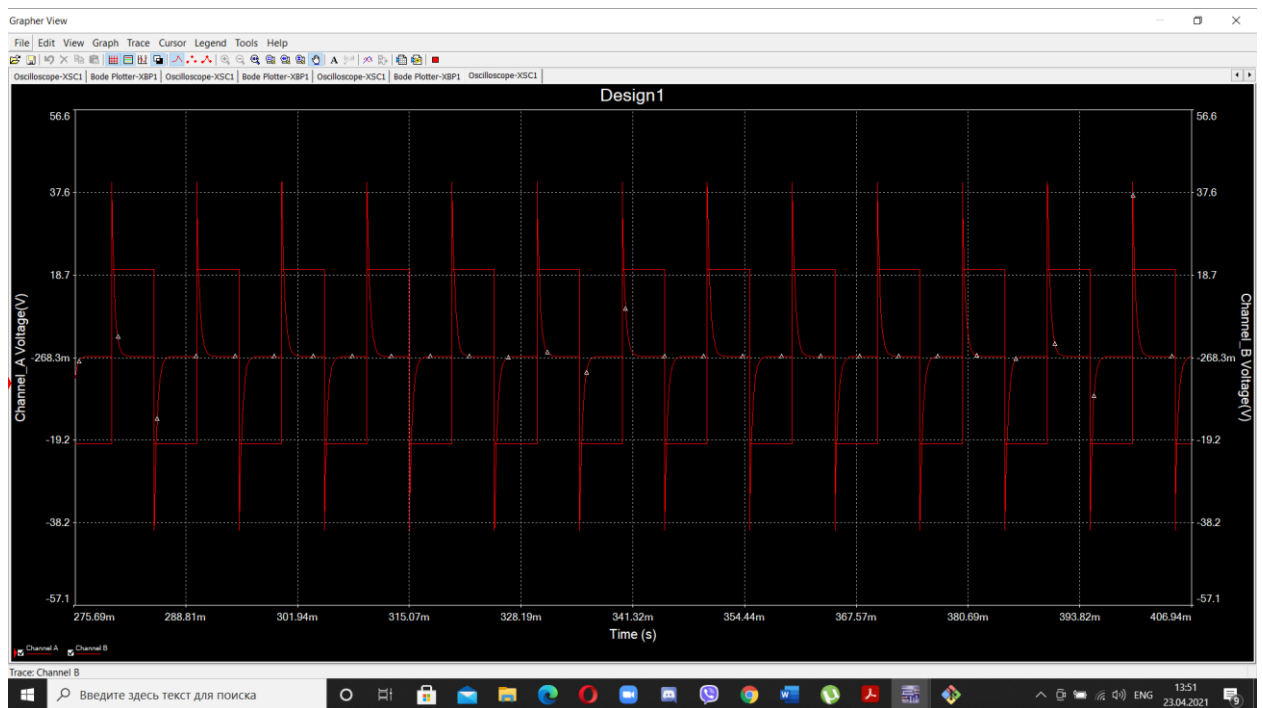 Grapher View
File Edit View Graph Trace Cursor Legend Tools Help
Oscilloscope-XSC1 Bode Plotter-XBP1 Oscilloscope-XSC1 Bode Plotter-XBP1 Oscilloscope-XSC1 Bode Plotter-XBP1 Oscilloscope-XSC1
Design1
56.6 56.6
37.6 37.6
18.7 18.7
Channel_A Voltage(V)
-268.3m -268.3m
Channel_B Voltage(V)
-19.2 -19.2
-38.2 -38.2
-57.1 -57.1
275.69m 288.81m 301.94m 315.07m 328.19m 341.32m 354.44m 367.57m 380.69m 393.82m 406.94m
Time (s)
Channel A Channel B
Trace: Channel B
Введите здесь текст для поиска
ENG
13:51
23.04.2021
9